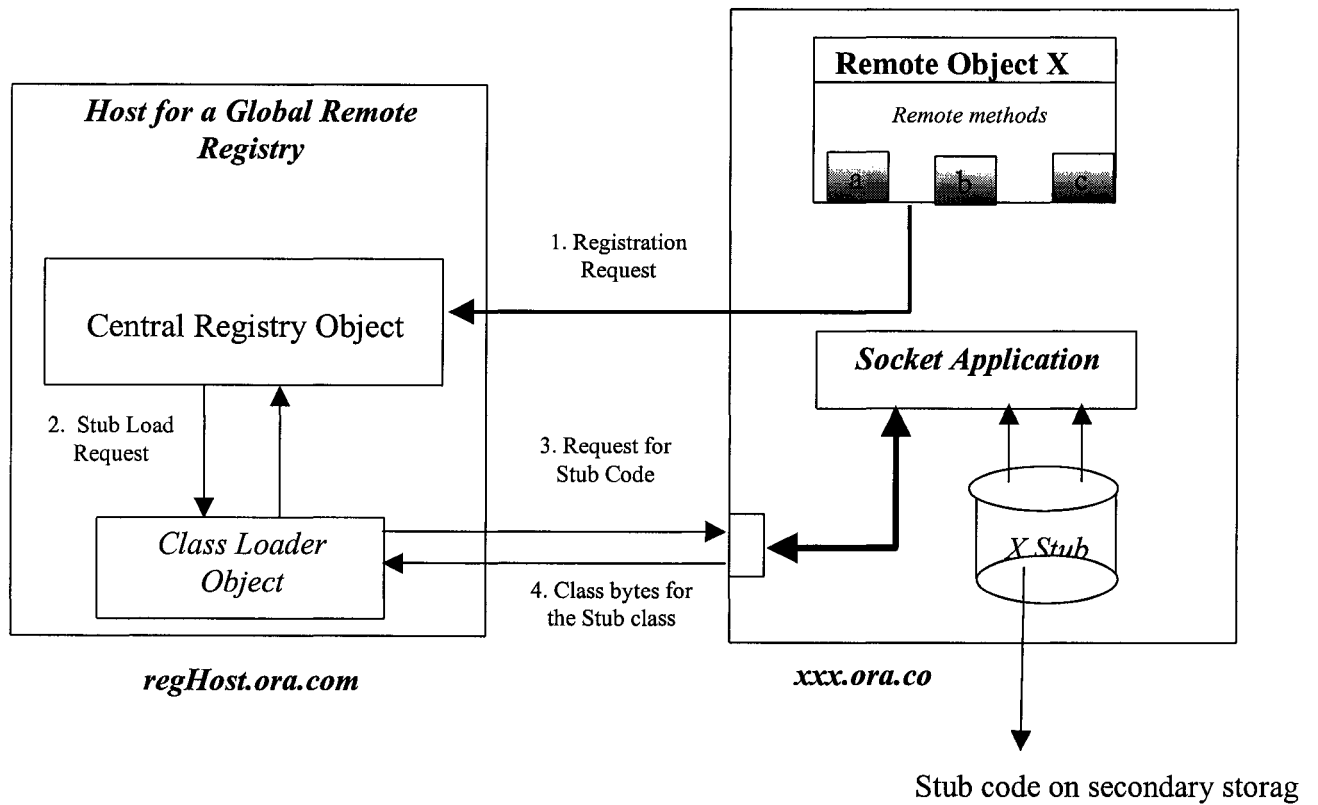 Host for a Global Remote
Registry
Central Registry Object
2. Stub Load
Request
Class Loader
Object
regHost.ora.com
1. Registration
Request
3. Request for
Stub Code
4. Class bytes for
the Stub class
Remote Object X
Remote methods
a b c
Socket Application
X Stub
xxx.ora.co
Stub code on secondary storag